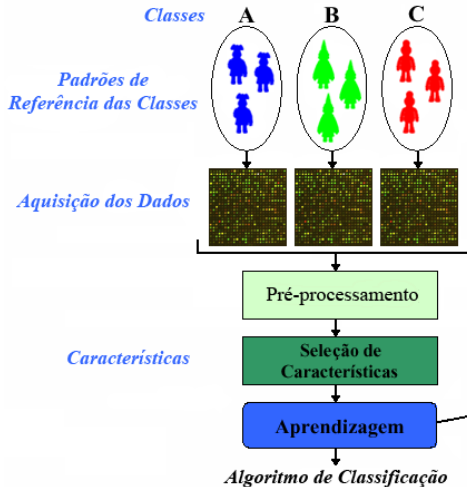 Classes A B C
Padrões de
Referência das Classes
Aquisição dos Dados
Pré-processamento
Características
Seleção de
Características
Aprendizagem
Algoritmo de Classificação